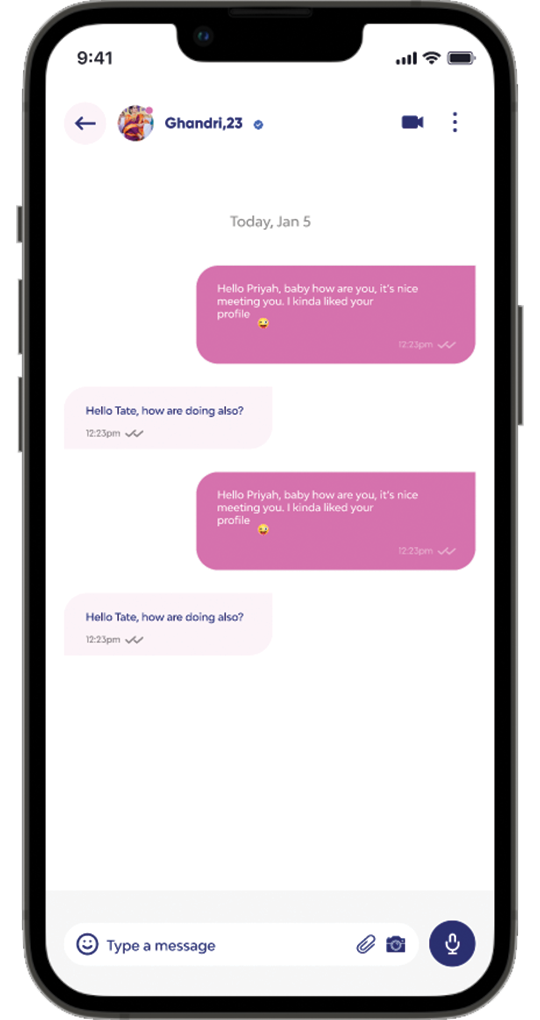 9:41
Ghandri,23
Today, Jan 5
Hello Priyah, baby how are you, it's nice
meeting you. I kinda liked your
profile 😜
12:23pm
Hello Tate, how are doing also?
12:23pm
Hello Priyah, baby how are you, it's nice
meeting you. I kinda liked your
profile 😜
12:23pm
Hello Tate, how are doing also?
12:23pm
Type a message